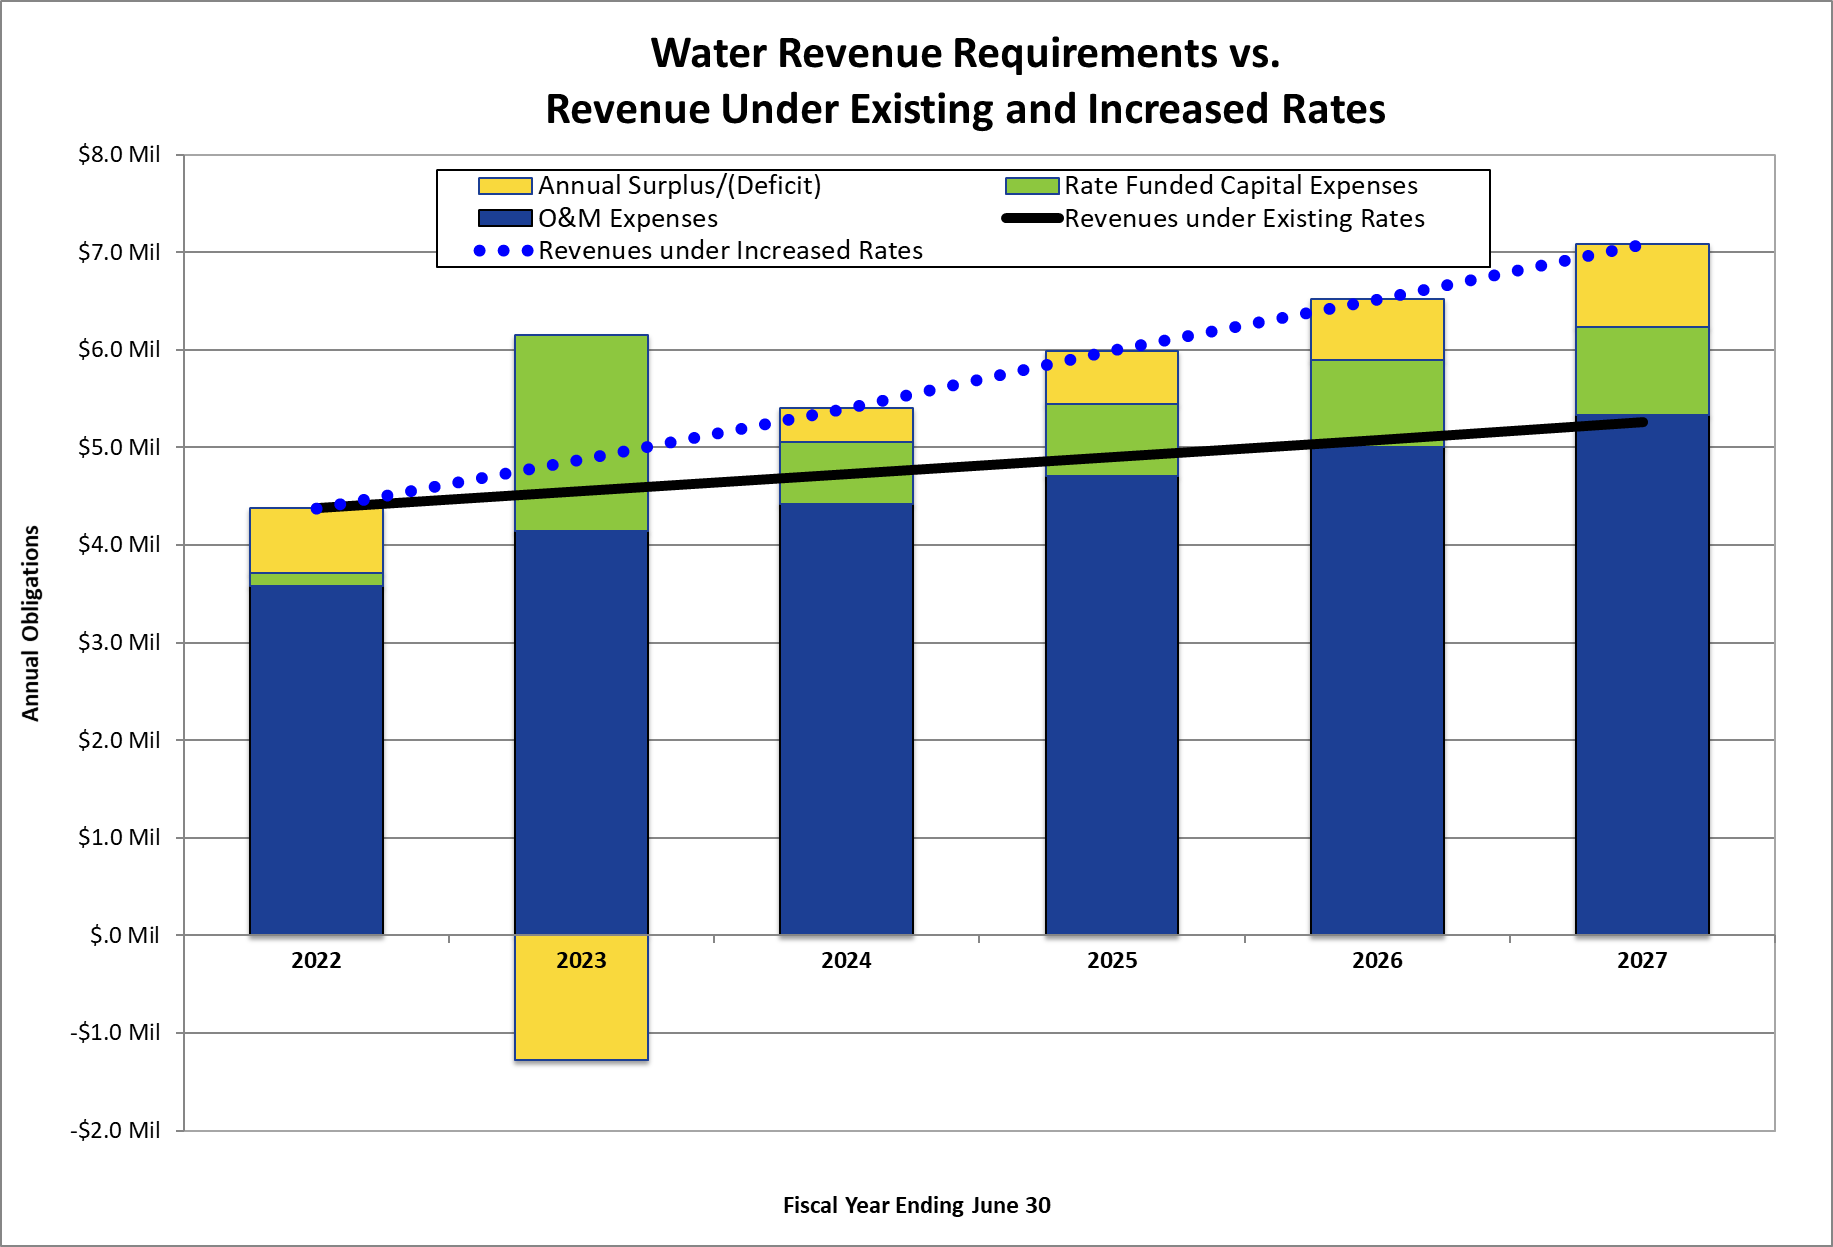 Water Revenue Requirements vs.
Revenue Under Existing and Increased Rates
$8.0 Mil
Annual Surplus/(Deficit)
Rate Funded Capital Expenses
O&M Expenses
Revenues under Existing Rates
Revenues under Increased Rates
$7.0 Mil
$6.0 Mil
$5.0 Mil
$4.0 Mil
$3.0 Mil
$2.0 Mil
$1.0 Mil
$.0 Mil
-$1.0 Mil
-$2.0 Mil
Annual Obligations
2022
2023
2024
2025
2026
2027
Fiscal Year Ending June 30